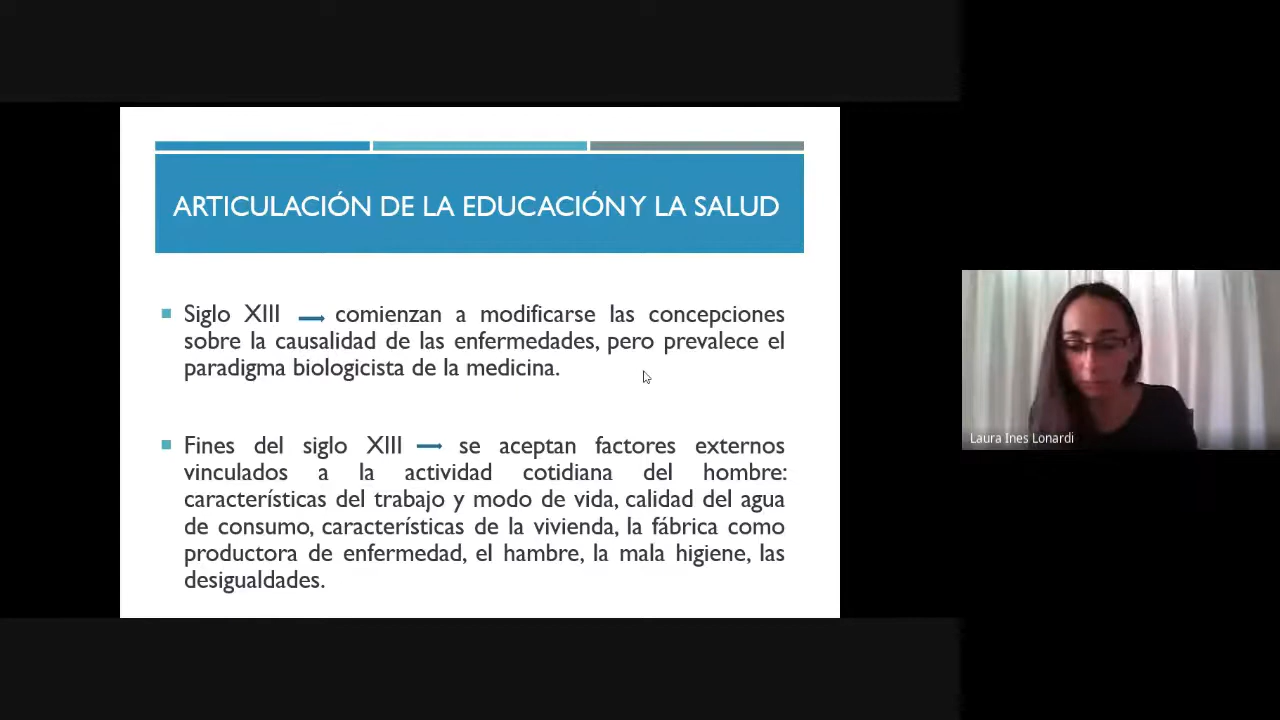 ARTICULACIÓN DE LA EDUCACIÓN Y LA SALUD
Siglo XIII → comienzan a modificarse las concepciones
sobre la causalidad de las enfermedades, pero prevalece el
paradigma biologicista de la medicina.
Fines del siglo XIII → se aceptan factores externos
vinculados a la actividad cotidiana del hombre:
características del trabajo y modo de vida, calidad del agua
de consumo, características de la vivienda, la fábrica como
productora de enfermedad, el hambre, la mala higiene, las
desigualdades.
Laura Ines Lonardi